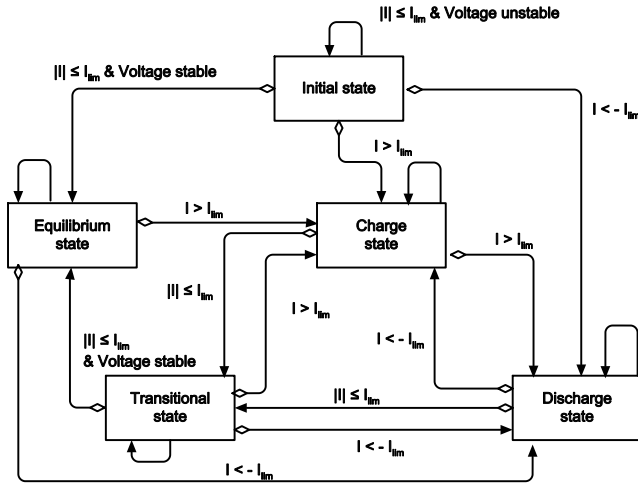 |I| ≤ Iₗᵢₘ & Voltage unstable
|I| ≤ Iₗᵢₘ & Voltage stable
Initial state
I < - Iₗᵢₘ
I > Iₗᵢₘ
Equilibrium
state
I > Iₗᵢₘ
Charge
state
I > Iₗᵢₘ
|I| ≤ Iₗᵢₘ
I > Iₗᵢₘ
|I| ≤ Iₗᵢₘ
& Voltage stable
I < - Iₗᵢₘ
Transitional
state
|I| ≤ Iₗᵢₘ
Discharge
state
I < - Iₗᵢₘ
I < - Iₗᵢₘ